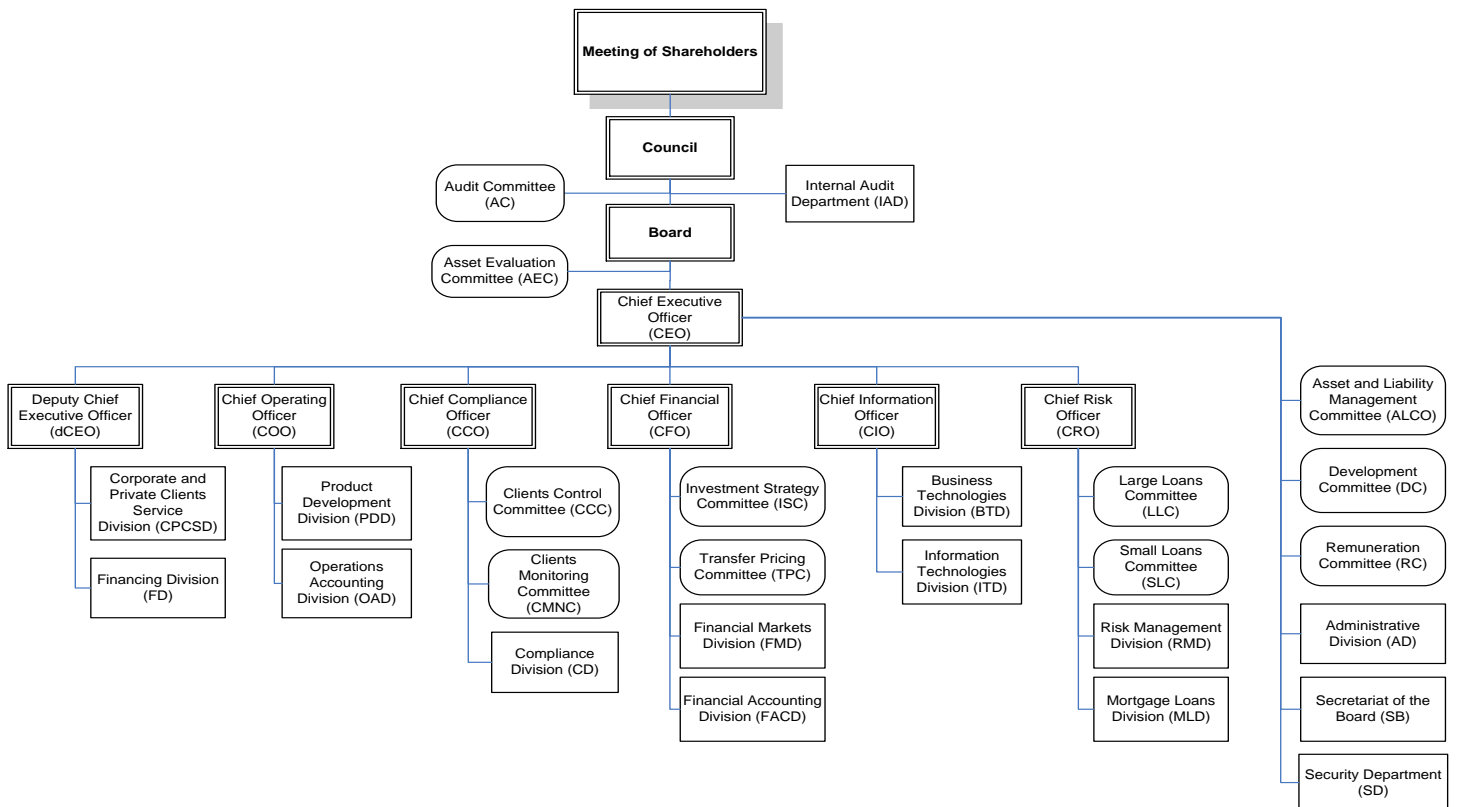 Meeting of Shareholders
Council
Audit Committee
(AC)
Internal Audit
Department (IAD)
Board
Asset Evaluation
Committee (AEC)
Chief Executive
Officer
(CEO)
Deputy Chief
Executive Officer
(dCEO)
Chief Operating
Officer
(COO)
Chief Compliance
Officer
(CCO)
Chief Financial
Officer
(CFO)
Chief Information
Officer
(CIO)
Chief Risk
Officer
(CRO)
Corporate and
Private Clients
Service
Division (CPCSD)
Financing Division
(FD)
Product
Development
Division (PDD)
Operations
Accounting
Division (OAD)
Clients Control
Committee (CCC)
Clients
Monitoring
Committee
(CMNC)
Compliance
Division (CD)
Investment Strategy
Committee (ISC)
Transfer Pricing
Committee (TPC)
Financial Markets
Division (FMD)
Financial Accounting
Division (FACD)
Business
Technologies
Division (BTD)
Information
Technologies
Division (ITD)
Large Loans
Committee
(LLC)
Small Loans
Committee
(SLC)
Risk Management
Division (RMD)
Mortgage Loans
Division (MLD)
Asset and Liability
Management
Committee (ALCO)
Development
Committee (DC)
Remuneration
Committee (RC)
Administrative
Division (AD)
Secretariat of the
Board (SB)
Security Department
(SD)